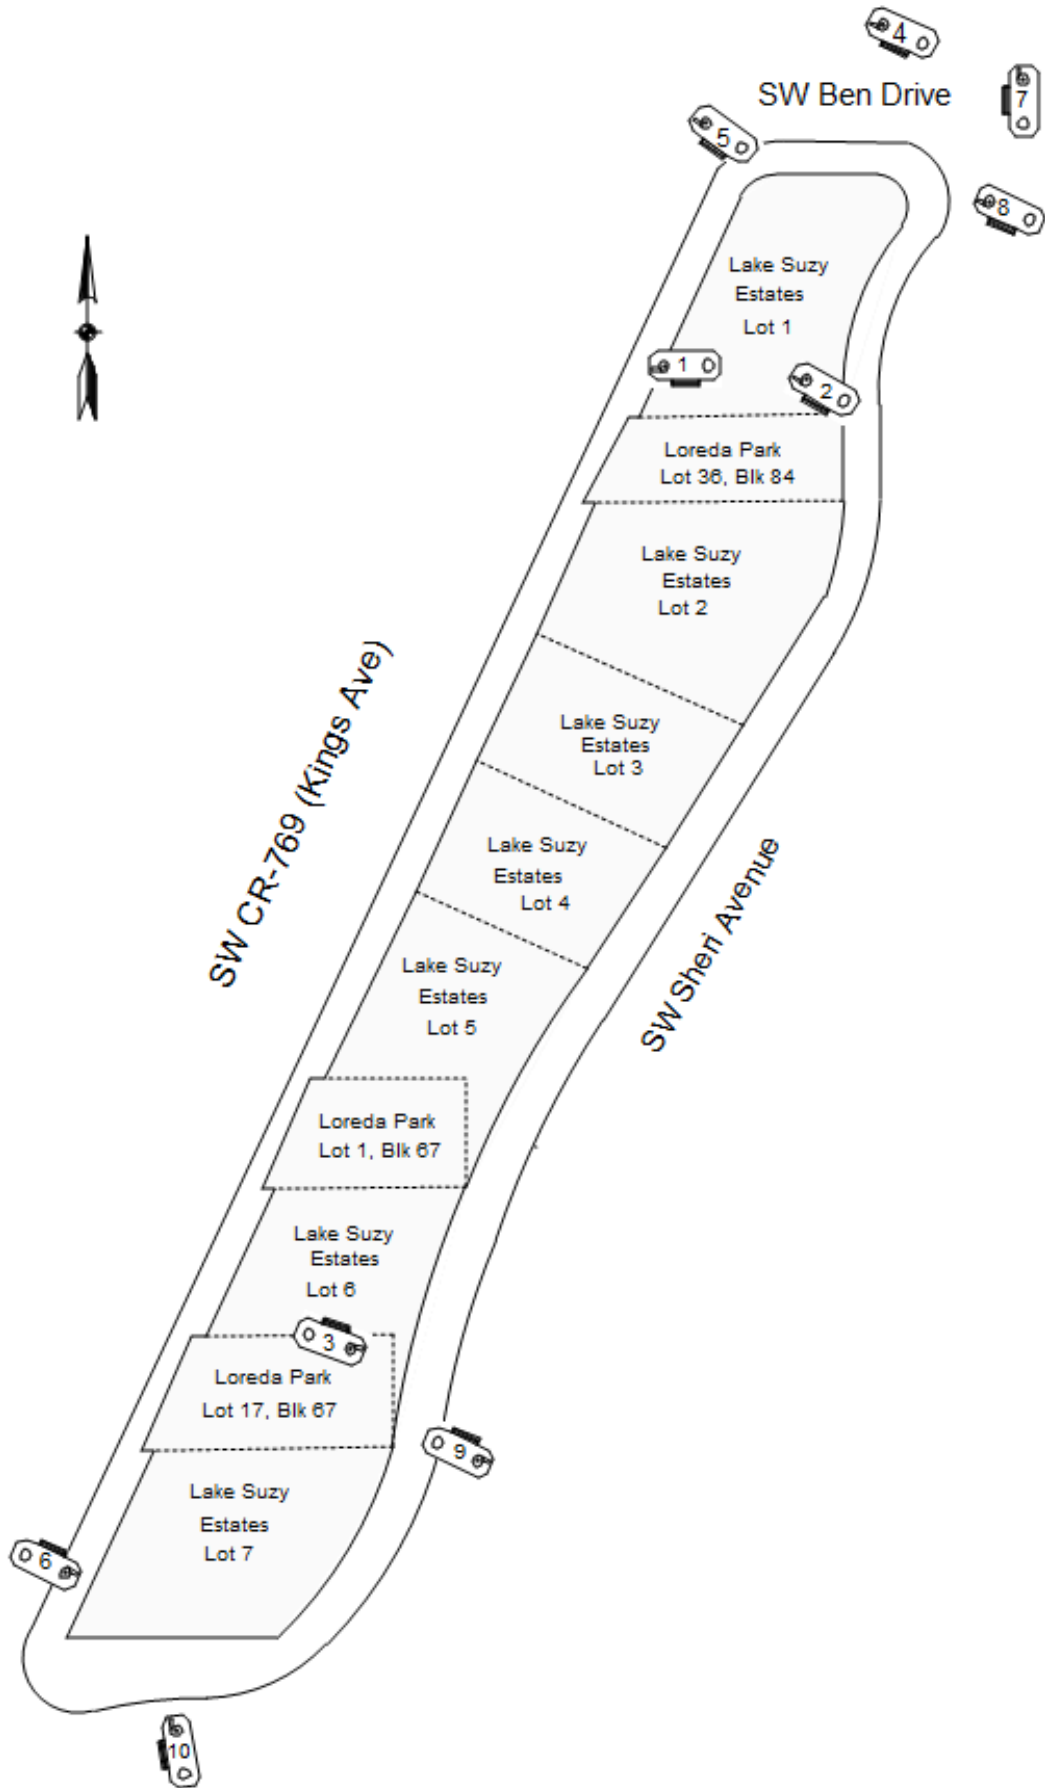 4
SW Ben Drive
7
5
8
Lake Suzy
Estates
Lot 1
1
2
Loreda Park
Lot 36, Blk 84
Lake Suzy
Estates
Lot 2
SW CR-769 (Kings Ave)
Lake Suzy
Estates
Lot 3
Lake Suzy
Estates
Lot 4
SW Sheri Avenue
Lake Suzy
Estates
Lot 5
Loreda Park
Lot 1, Blk 67
Lake Suzy
Estates
Lot 6
3
Loreda Park
Lot 17, Blk 67
9
Lake Suzy
Estates
Lot 7
6
10